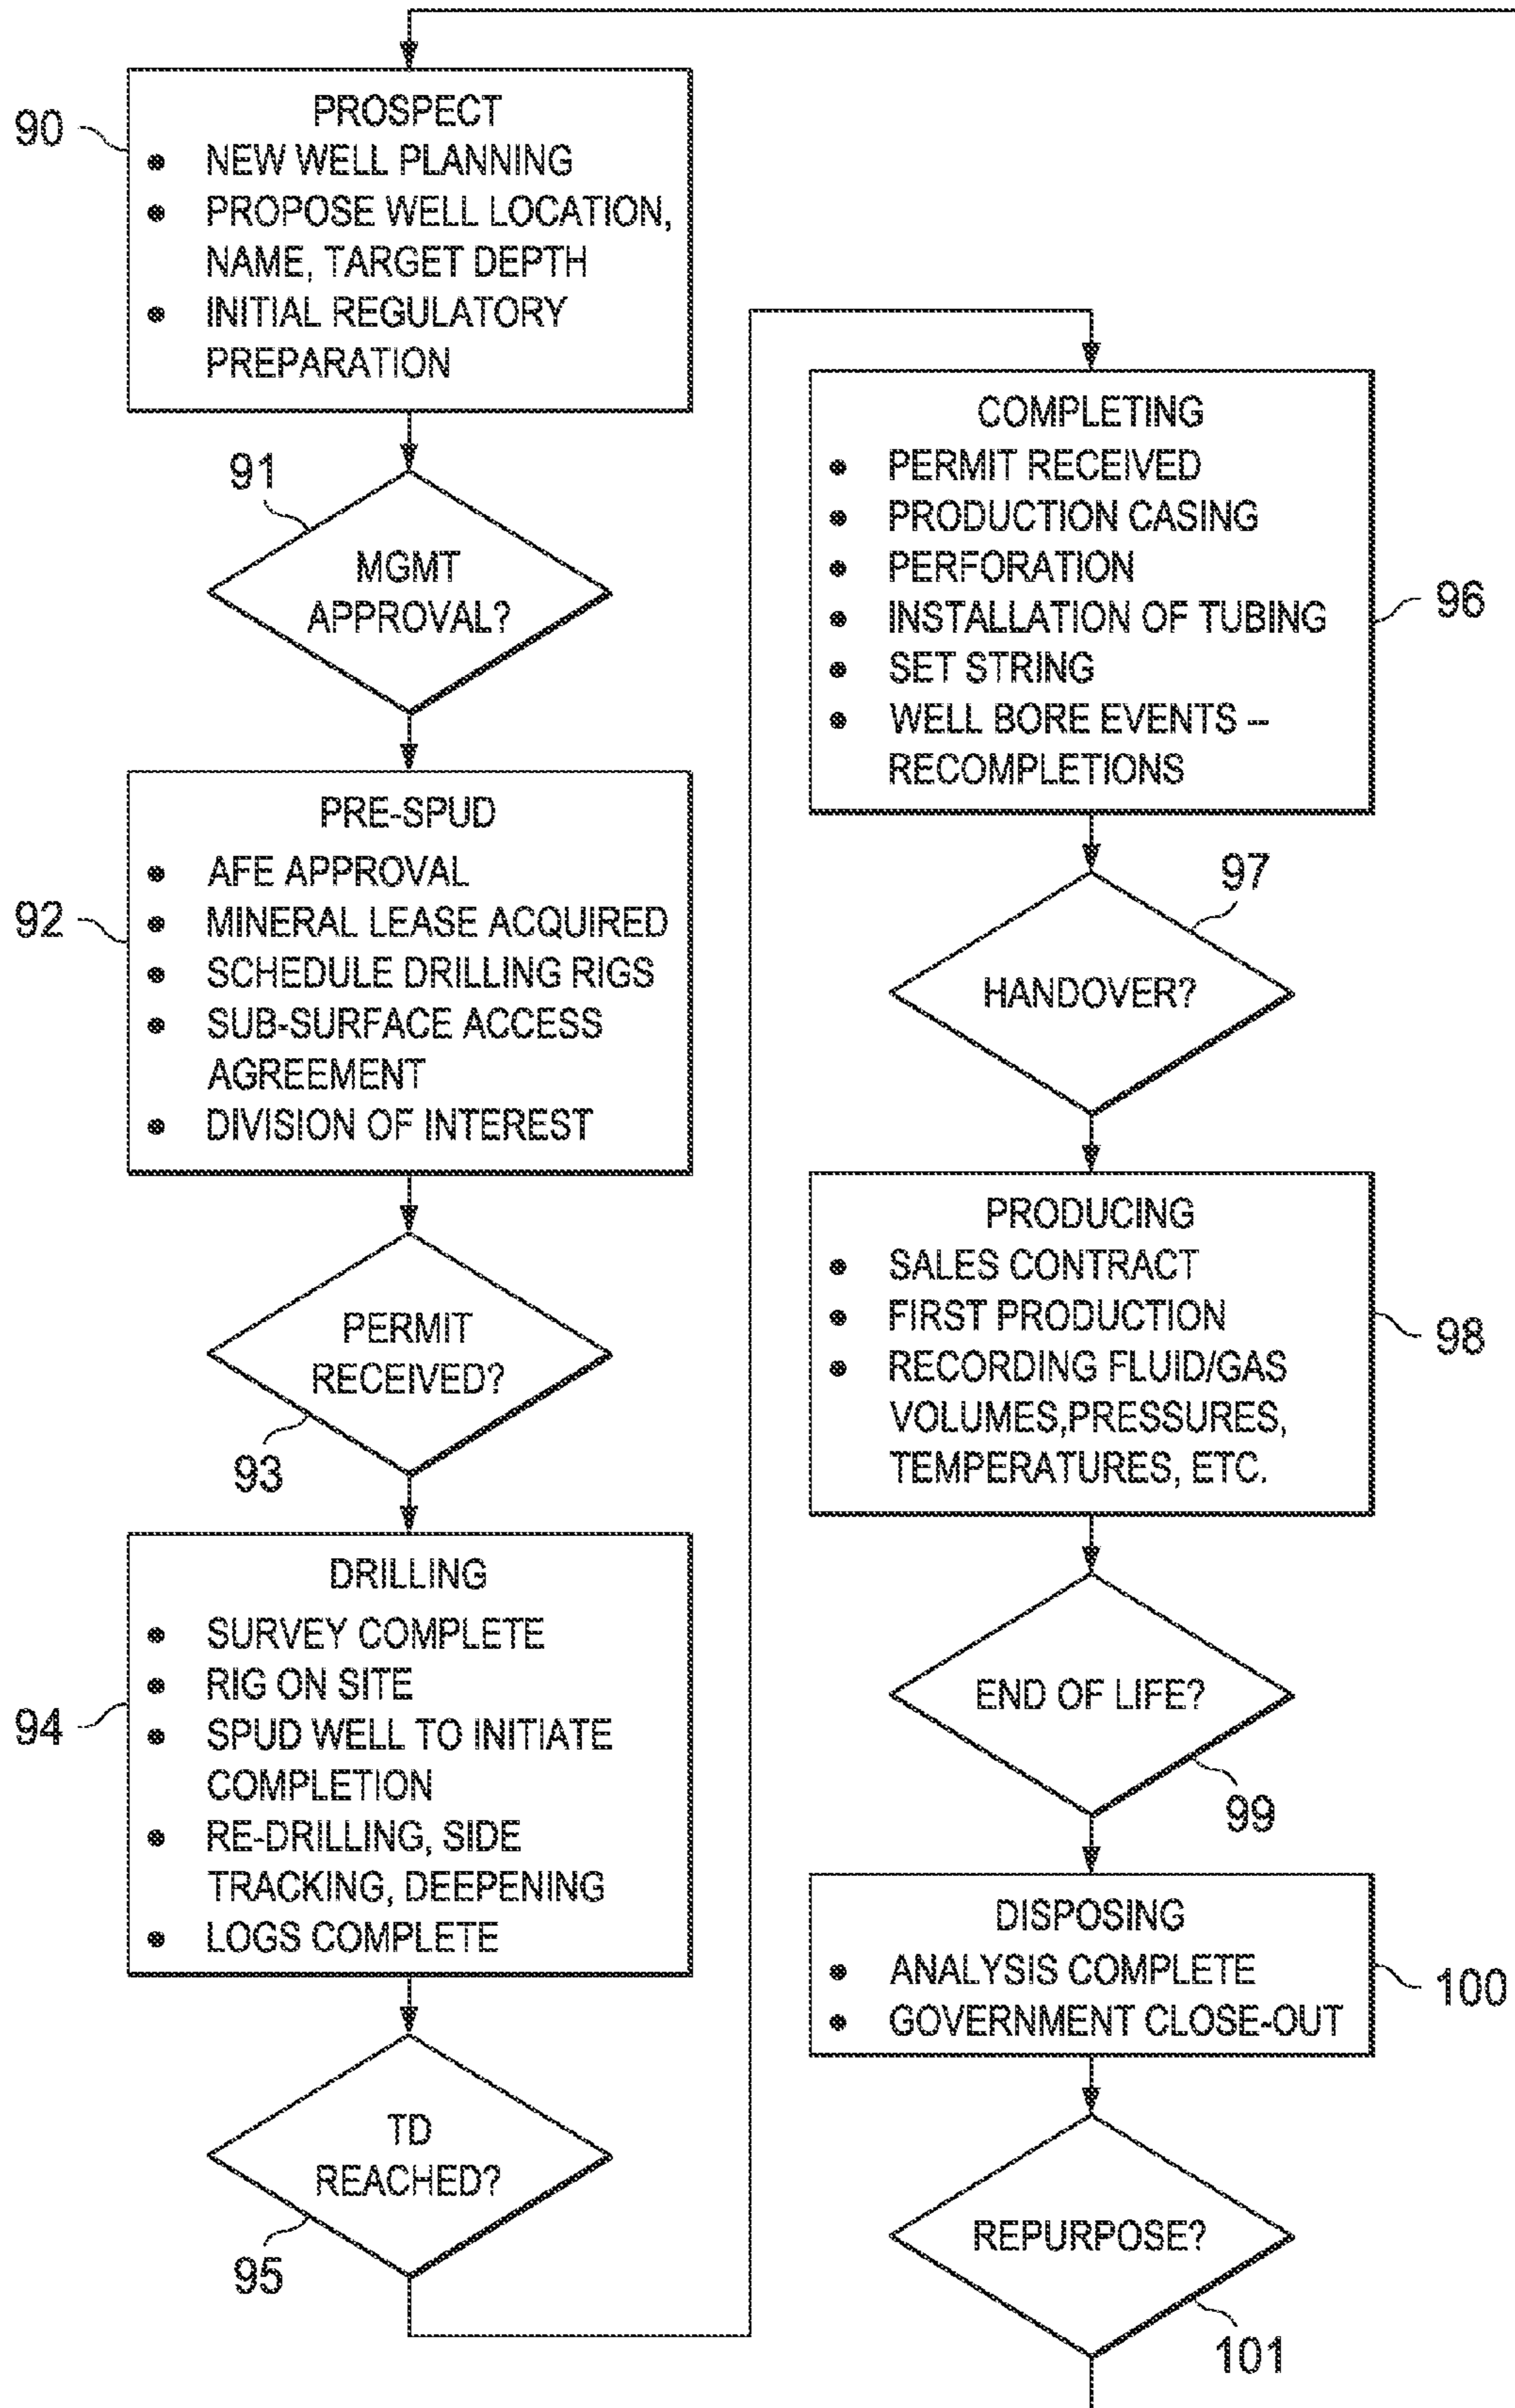 90
PROSPECT
• NEW WELL PLANNING
• PROPOSE WELL LOCATION,
NAME, TARGET DEPTH
• INITIAL REGULATORY
PREPARATION
91
MGMT
APPROVAL?
92
PRE-SPUD
• AFE APPROVAL
• MINERAL LEASE ACQUIRED
• SCHEDULE DRILLING RIGS
• SUB-SURFACE ACCESS
AGREEMENT
• DIVISION OF INTEREST
PERMIT
RECEIVED?
93
94
DRILLING
• SURVEY COMPLETE
• RIG ON SITE
• SPUD WELL TO INITIATE
COMPLETION
• RE-DRILLING, SIDE
TRACKING, DEEPENING
• LOGS COMPLETE
TD
REACHED?
95
COMPLETING
• PERMIT RECEIVED
• PRODUCTION CASING
• PERFORATION
• INSTALLATION OF TUBING
• SET STRING
• WELL BORE EVENTS --
RECOMPLETIONS
96
97
HANDOVER?
PRODUCING
• SALES CONTRACT
• FIRST PRODUCTION
• RECORDING FLUID/GAS
VOLUMES,PRESSURES,
TEMPERATURES, ETC.
98
END OF LIFE?
99
DISPOSING
• ANALYSIS COMPLETE
• GOVERNMENT CLOSE-OUT
100
REPURPOSE?
101